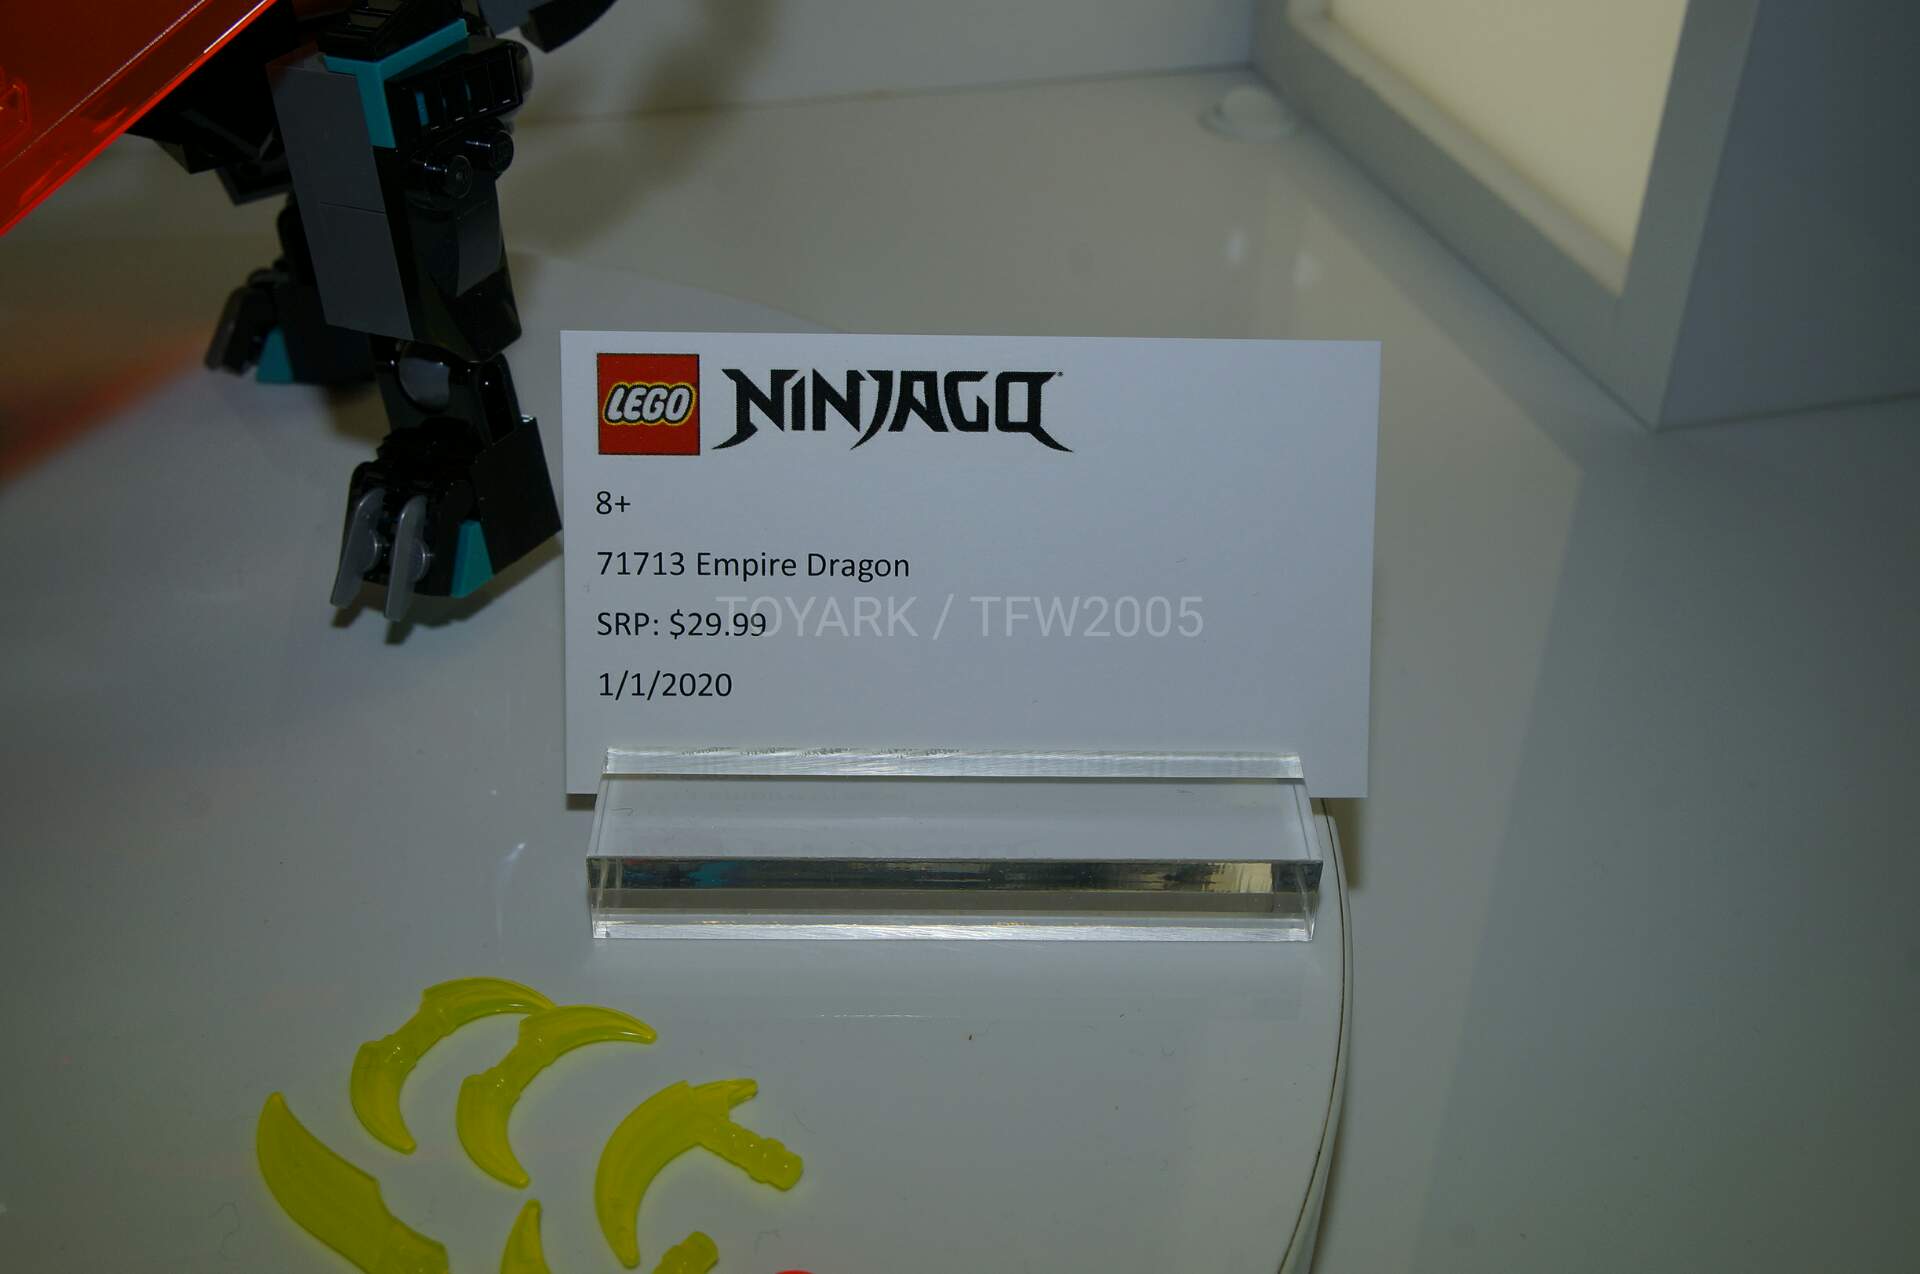 LEGO NINJAGO
8+
71713 Empire Dragon
SRP: $29.99
TOYARK / TFW2005
1/1/2020